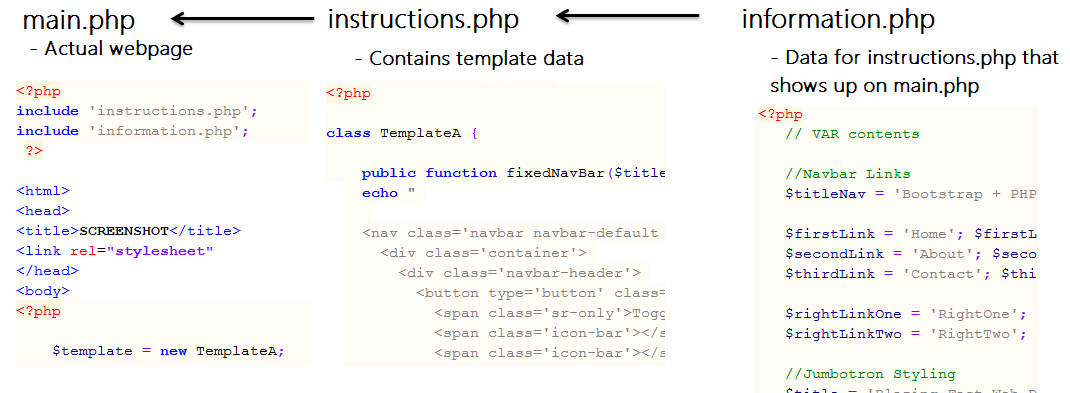 main.php
- Actual webpage
<?php
include 'instructions.php';
include 'information.php';
?>
<html>
<head>
<title>SCREENSHOT</title>
<link rel="stylesheet"
</head>
<body>
<?php
$template = new TemplateA;
instructions.php
- Contains template data
<?php
class TemplateA {
public function fixedNavBar($title
echo "
<nav class='navbar navbar-default
<div class='container'>
<div class='navbar-header'>
<button type='button' class=
<span class='sr-only'>Togg
<span class='icon-bar'></s
<span class='icon-bar'></s
information.php
- Data for instructions.php that
shows up on main.php
<?php
// VAR contents
//Navbar Links
$titleNav = 'Bootstrap + PHP
$firstLink = 'Home'; $firstL
$secondLink = 'About'; $seco
$thirdLink = 'Contact'; $thi
$rightLinkOne = 'RightOne';
$rightLinkTwo = 'RightTwo';
//Jumbotron Styling